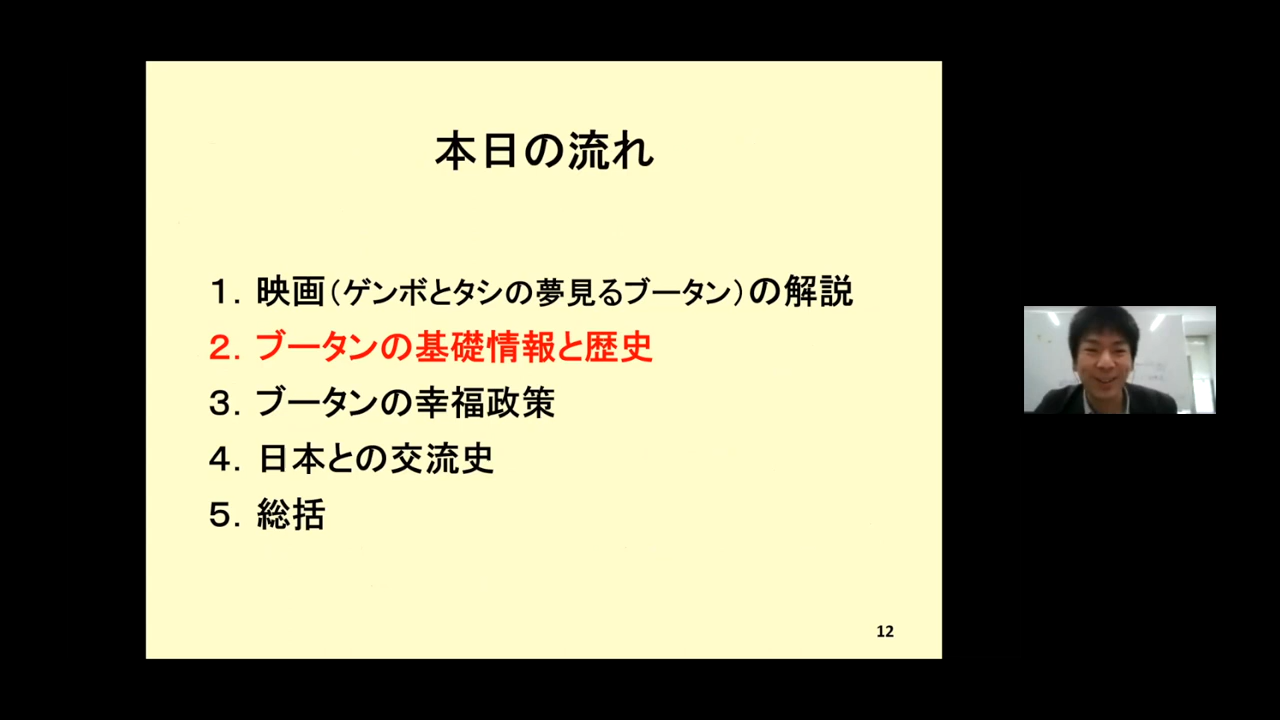 本日の流れ
１．映画（ゲンボとタシの夢見るブータン）の解説
２．ブータンの基礎情報と歴史
３．ブータンの幸福政策
４．日本との交流史
５．総括
12